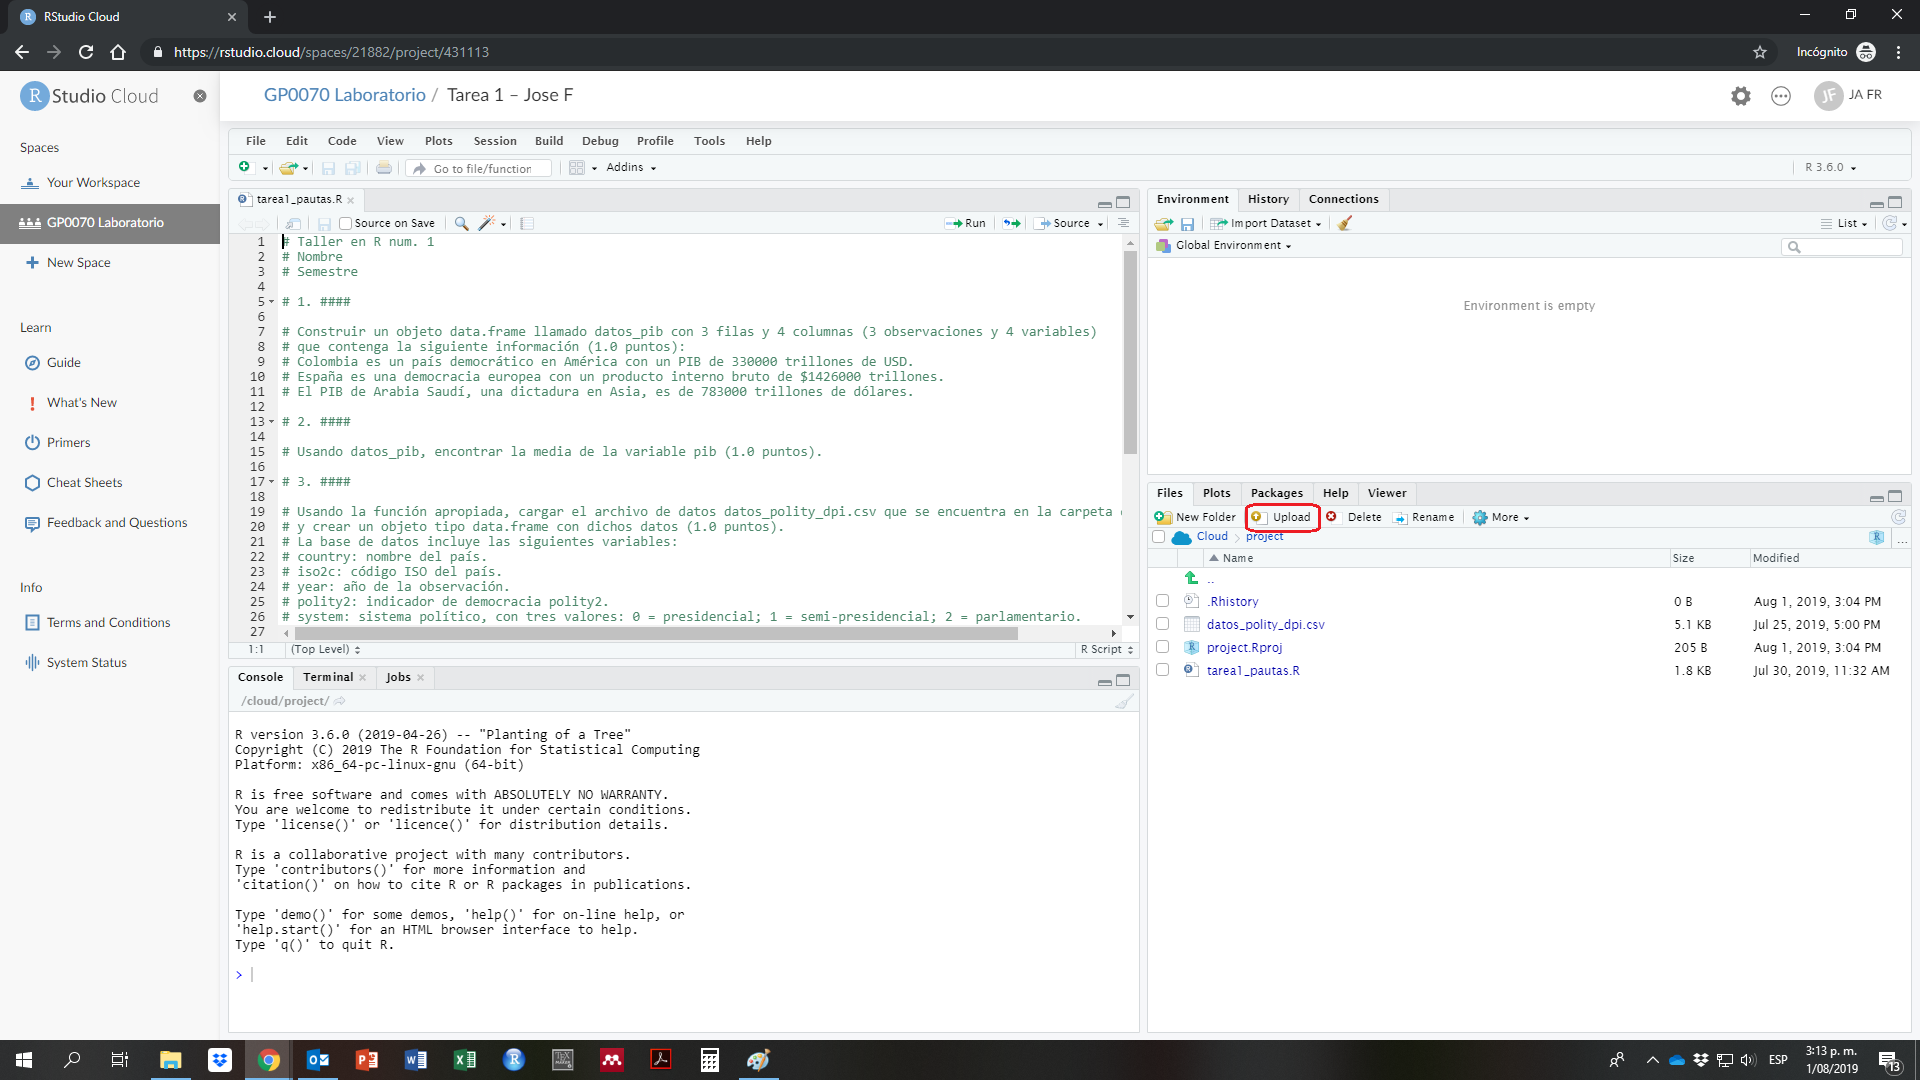 RStudio Cloud
https://rstudio.cloud/spaces/21882/project/431113
Incógnito
R Studio Cloud
GP0070 Laboratorio / Tarea 1 – Jose F
JF JA FR
Spaces
Your Workspace
GP0070 Laboratorio
New Space
Learn
Guide
What's New
Primers
Cheat Sheets
Feedback and Questions
Info
Terms and Conditions
System Status
File Edit Code View Plots Session Build Debug Profile Tools Help
Go to file/function Addins R 3.6.0
tarea1_pautas.R
Source on Save Run Source
1 # Taller en R num. 1
2 # Nombre
3 # Semestre
4
5 # 1. ####
6
7 # Construir un objeto data.frame llamado datos_pib con 3 filas y 4 columnas (3 observaciones y 4 variables)
8 # que contenga la siguiente información (1.0 puntos):
9 # Colombia es un país democrático en América con un PIB de 330000 trillones de USD.
10 # España es una democracia europea con un producto interno bruto de $1426000 trillones.
11 # El PIB de Arabia Saudí, una dictadura en Asia, es de 783000 trillones de dólares.
12
13 # 2. ####
14
15 # Usando datos_pib, encontrar la media de la variable pib (1.0 puntos).
16
17 # 3. ####
18
19 # Usando la función apropiada, cargar el archivo de datos datos_polity_dpi.csv que se encuentra en la carpeta
20 # y crear un objeto tipo data.frame con dichos datos (1.0 puntos).
21 # La base de datos incluye las siguientes variables:
22 # country: nombre del país.
23 # iso2c: código ISO del país.
24 # year: año de la observación.
25 # polity2: indicador de democracia polity2.
26 # system: sistema político, con tres valores: 0 = presidencial; 1 = semi-presidencial; 2 = parlamentario.
27
1:1 (Top Level) R Script
Console Terminal Jobs
/cloud/project/
R version 3.6.0 (2019-04-26) -- "Planting of a Tree"
Copyright (C) 2019 The R Foundation for Statistical Computing
Platform: x86_64-pc-linux-gnu (64-bit)
R is free software and comes with ABSOLUTELY NO WARRANTY.
You are welcome to redistribute it under certain conditions.
Type 'license()' or 'licence()' for distribution details.
R is a collaborative project with many contributors.
Type 'contributors()' for more information and
'citation()' on how to cite R or R packages in publications.
Type 'demo()' for some demos, 'help()' for on-line help, or
'help.start()' for an HTML browser interface to help.
Type 'q()' to quit R.
>
Environment History Connections
Import Dataset List
Global Environment
Environment is empty
Files Plots Packages Help Viewer
New Folder Upload Delete Rename More
Cloud project ...
Name Size Modified
..
.Rhistory 0 B Aug 1, 2019, 3:04 PM
datos_polity_dpi.csv 5.1 KB Jul 25, 2019, 5:00 PM
project.Rproj 205 B Aug 1, 2019, 3:04 PM
tarea1_pautas.R 1.8 KB Jul 30, 2019, 11:32 AM
ESP
3:13 p. m.
1/08/2019
13